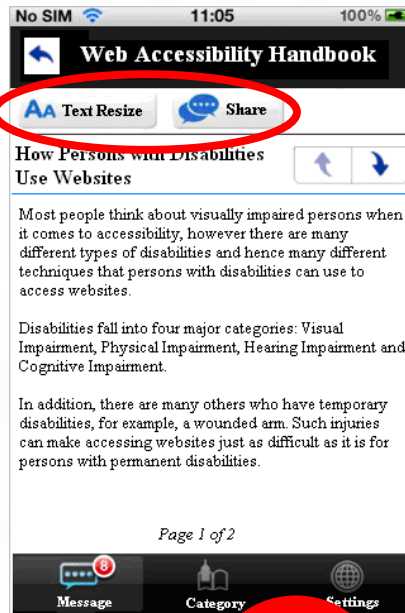 No SIM 11:05 100%
Web Accessibility Handbook
AA Text Resize Share
How Persons with Disabilities
Use Websites
Most people think about visually impaired persons when
it comes to accessibility, however there are many
different types of disabilities and hence many different
techniques that persons with disabilities can use to
access websites.
Disabilities fall into four major categories: Visual
Impairment, Physical Impairment, Hearing Impairment and
Cognitive Impairment.
In addition, there are many others who have temporary
disabilities, for example, a wounded arm. Such injuries
can make accessing websites just as difficult as it is for
persons with permanent disabilities.
Page 1 of 2
8
Message Category Settings